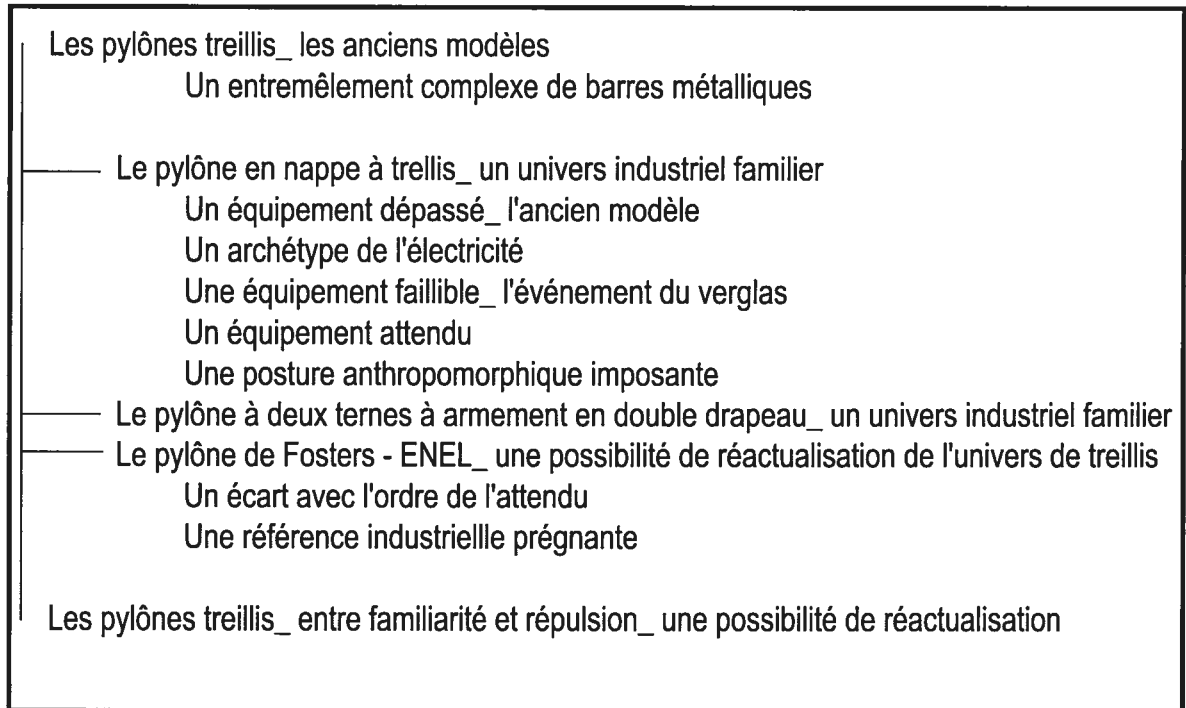 Les pylônes treillis_ les anciens modèles
Un entremêlement complexe de barres métalliques
Le pylône en nappe à trellis_ un univers industriel familier
Un équipement dépassé_ l'ancien modèle
Un archétype de l'électricité
Une équipement faillible_ l'événement du verglas
Un équipement attendu
Une posture anthropomorphique imposante
Le pylône à deux ternes à armement en double drapeau_ un univers industriel familier
Le pylône de Fosters - ENEL_ une possibilité de réactualisation de l'univers de treillis
Un écart avec l'ordre de l'attendu
Une référence industriellle prégnante
Les pylônes treillis_ entre familiarité et répulsion_ une possibilité de réactualisation